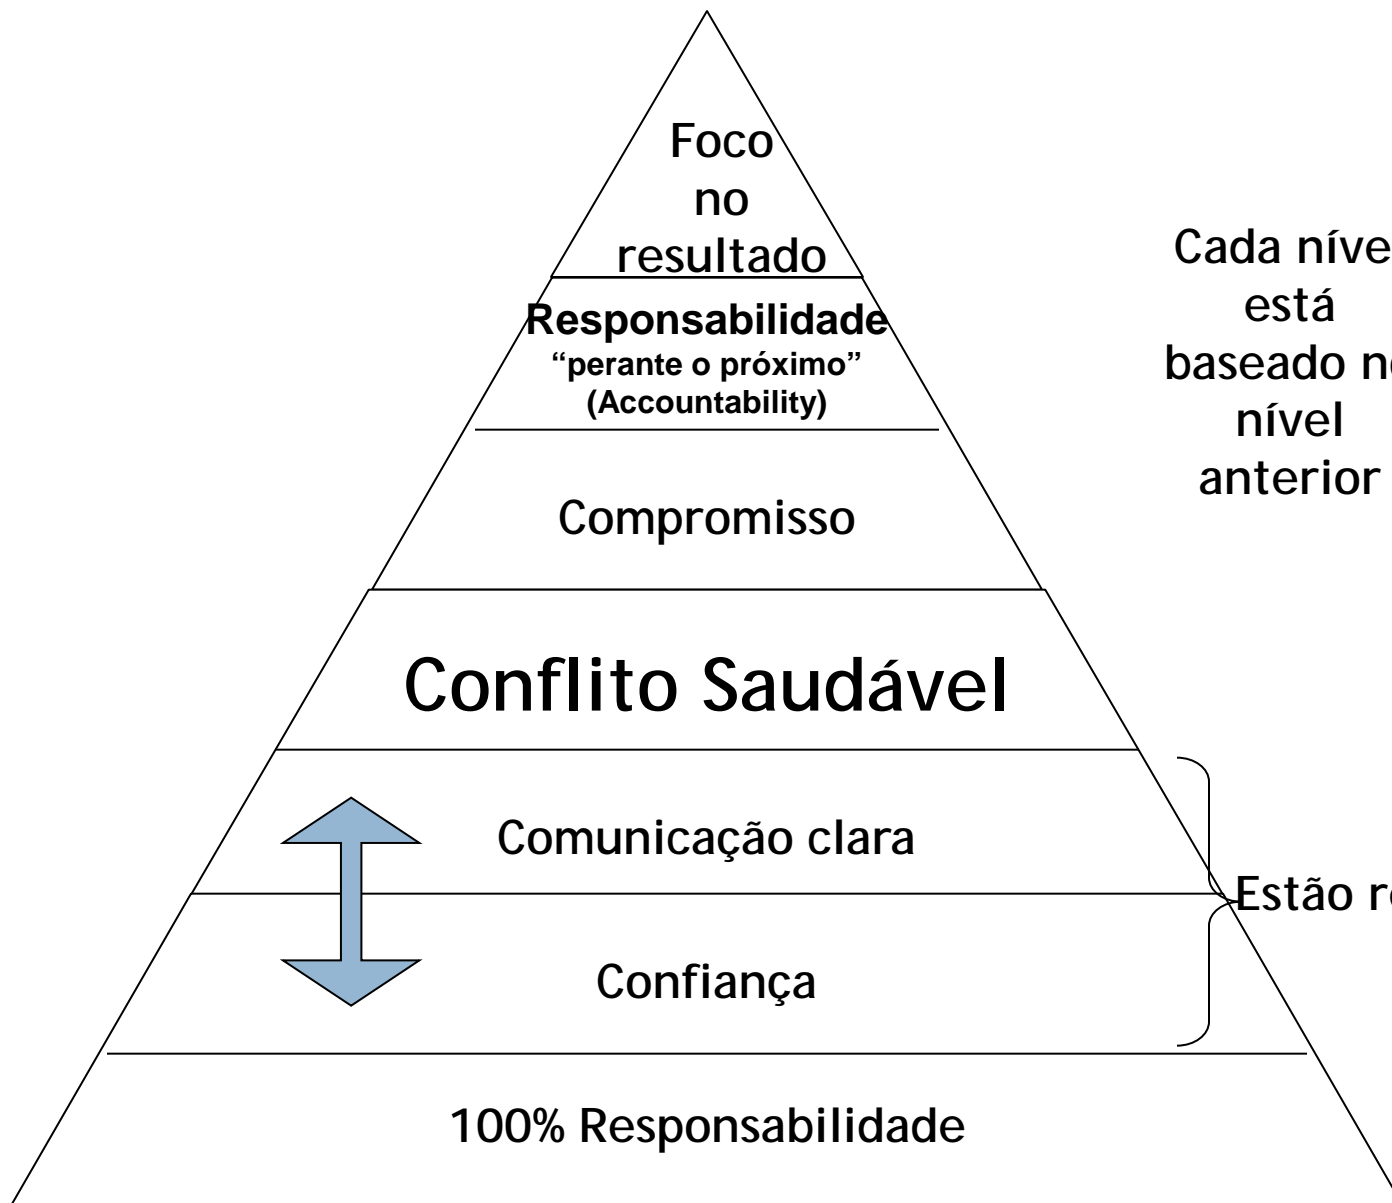 Foco
no
resultado
Responsabilidade
“perante o próximo”
(Accountability)
Compromisso
Conflito Saudável
Comunicação clara
Confiança
100% Responsabilidade
Cada níve
está
baseado n
nível
anterior
Estão r